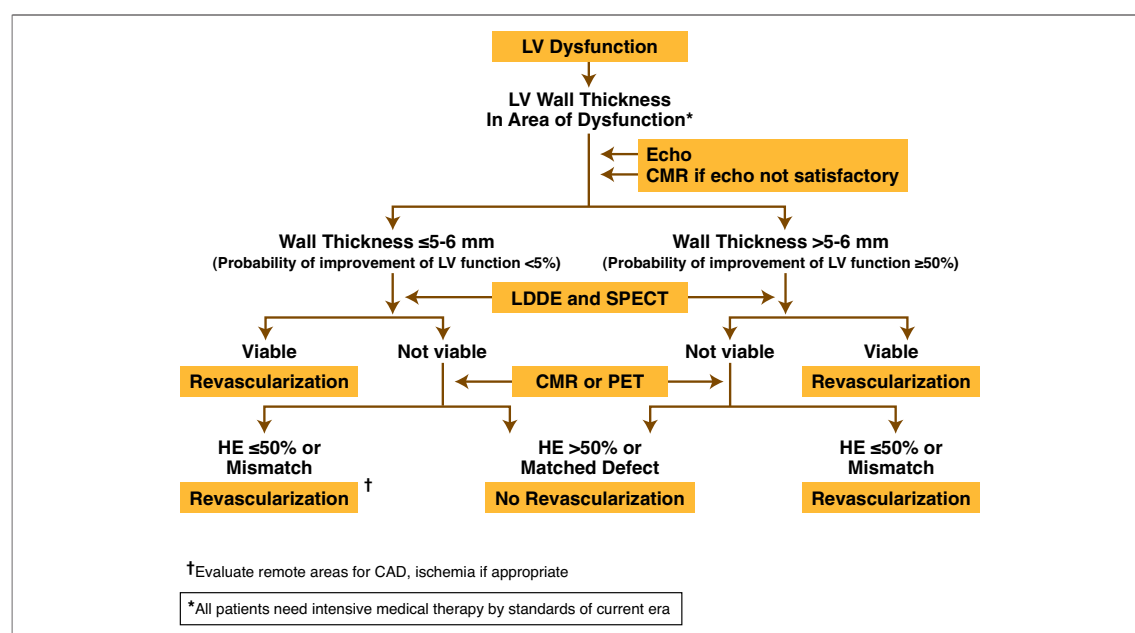 LV Dysfunction
LV Wall Thickness
In Area of Dysfunction*
Echo
CMR if echo not satisfactory
Wall Thickness ≤5-6 mm
(Probability of improvement of LV function <5%)
Wall Thickness >5-6 mm
(Probability of improvement of LV function ≥50%)
LDDE and SPECT
Viable
Revascularization
Not viable
Not viable
Viable
Revascularization
CMR or PET
HE ≤50% or
Mismatch
Revascularization †
HE >50% or
Matched Defect
No Revascularization
HE ≤50% or
Mismatch
Revascularization
†Evaluate remote areas for CAD, ischemia if appropriate
*All patients need intensive medical therapy by standards of current era